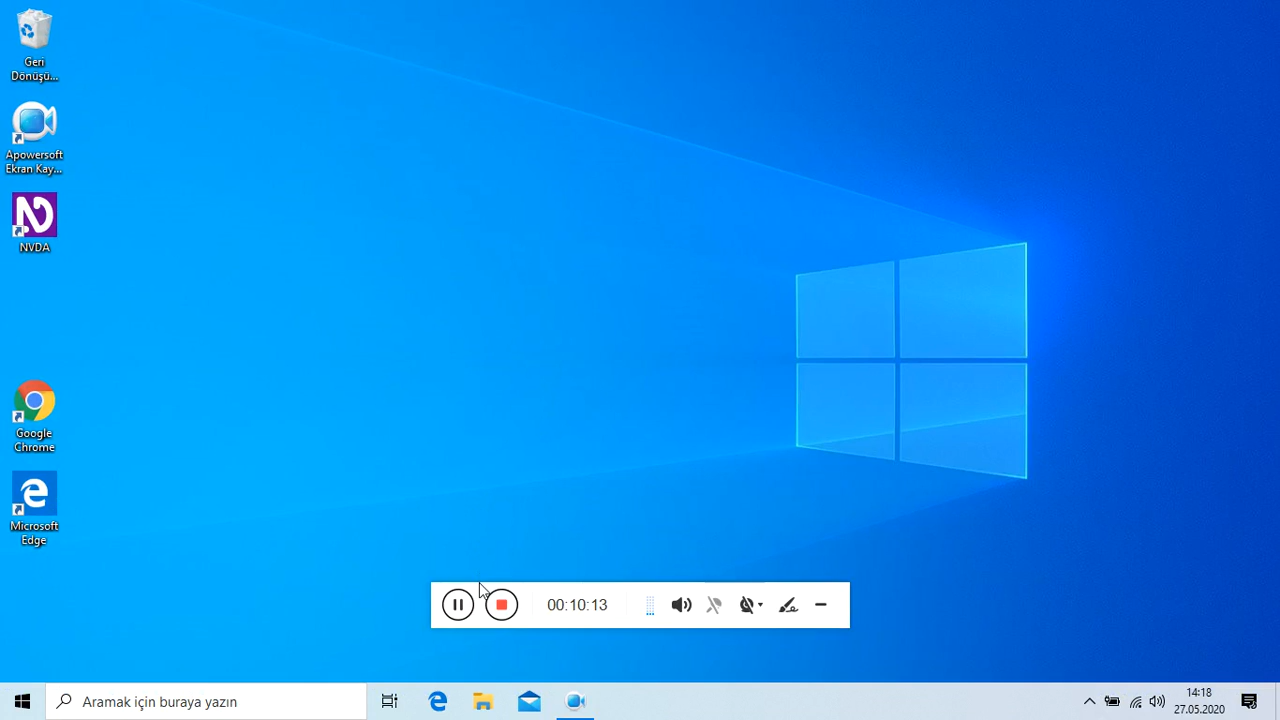 Geri
Dönüşü...
Apowersoft
Ekran Kay...
NVDA
Google
Chrome
Microsoft
Edge
00:10:13
Aramak için buraya yazın
14:18
27.05.2020